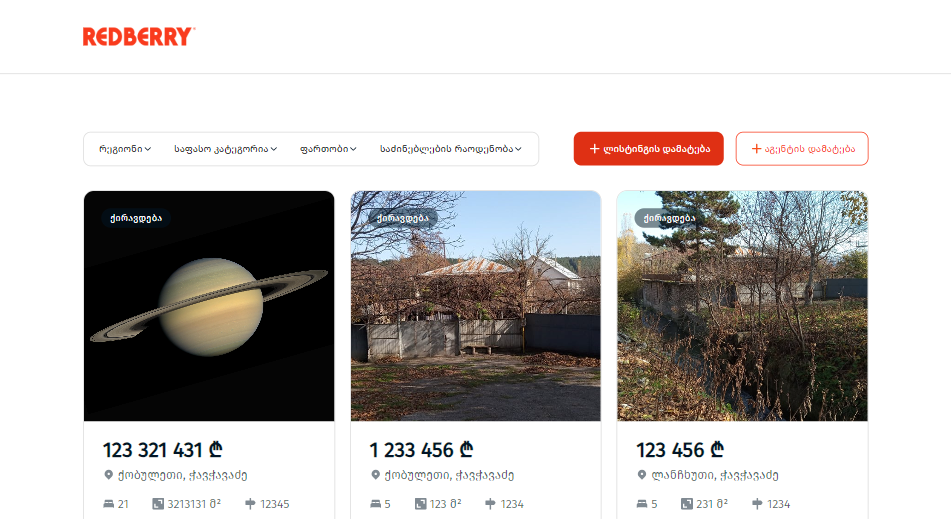 REDBERRY
რეგიონი საფასო კატეგორია ფართობი საძინებლების რაოდენობა ლისტინგის დამატება აგენტის დამატება
ქირავდება ქირავდება ქირავდება
123 321 431 ₾ 1 233 456 ₾ 123 456 ₾
ქობულეთი, ჭავჭავაძე ქობულეთი, ჭავჭავაძე ლანჩხუთი, ჭავჭავაძე
21 3213131 მ² 12345 5 123 მ² 1234 5 231 მ² 1234